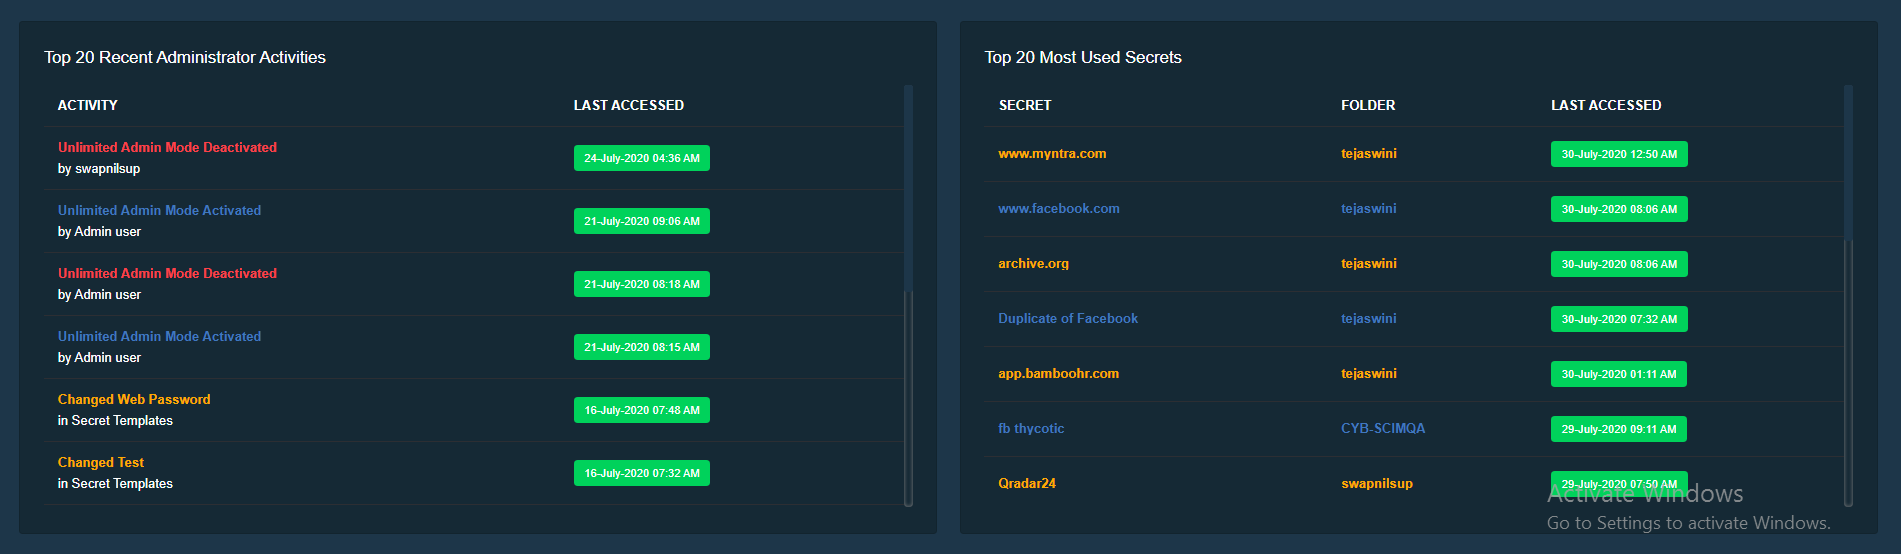 Top 20 Recent Administrator Activities
ACTIVITY LAST ACCESSED
Unlimited Admin Mode Deactivated
by swapnilsup
24-July-2020 04:36 AM
Unlimited Admin Mode Activated
by Admin user
21-July-2020 09:06 AM
Unlimited Admin Mode Deactivated
by Admin user
21-July-2020 08:18 AM
Unlimited Admin Mode Activated
by Admin user
21-July-2020 08:15 AM
Changed Web Password
in Secret Templates
16-July-2020 07:48 AM
Changed Test
in Secret Templates
16-July-2020 07:32 AM
Top 20 Most Used Secrets
SECRET FOLDER LAST ACCESSED
www.myntra.com tejaswini 30-July-2020 12:50 AM
www.facebook.com tejaswini 30-July-2020 08:06 AM
archive.org tejaswini 30-July-2020 08:06 AM
Duplicate of Facebook tejaswini 30-July-2020 07:32 AM
app.bamboohr.com tejaswini 30-July-2020 01:11 AM
fb thycotic CYB-SCIMQA 29-July-2020 09:11 AM
Qradar24 swapnilsup 29-July-2020 07:50 AM
Activate Windows
Go to Settings to activate Windows.